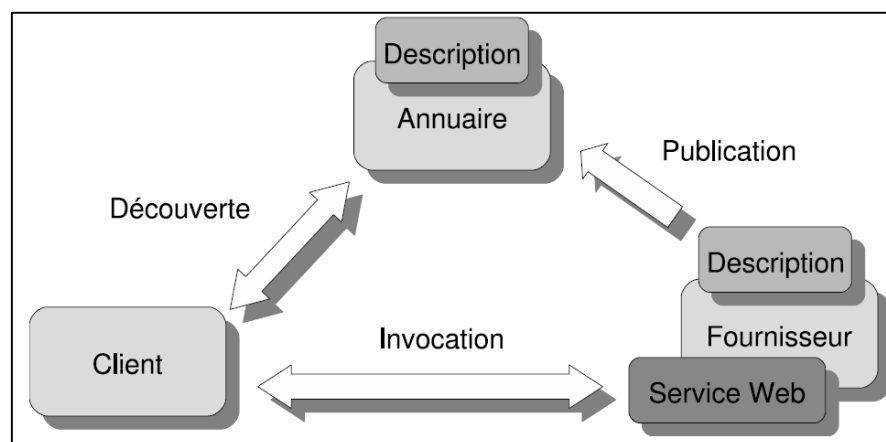 Description
Annuaire
Publication
Découverte
Description
Invocation
Fournisseur
Client
Service Web